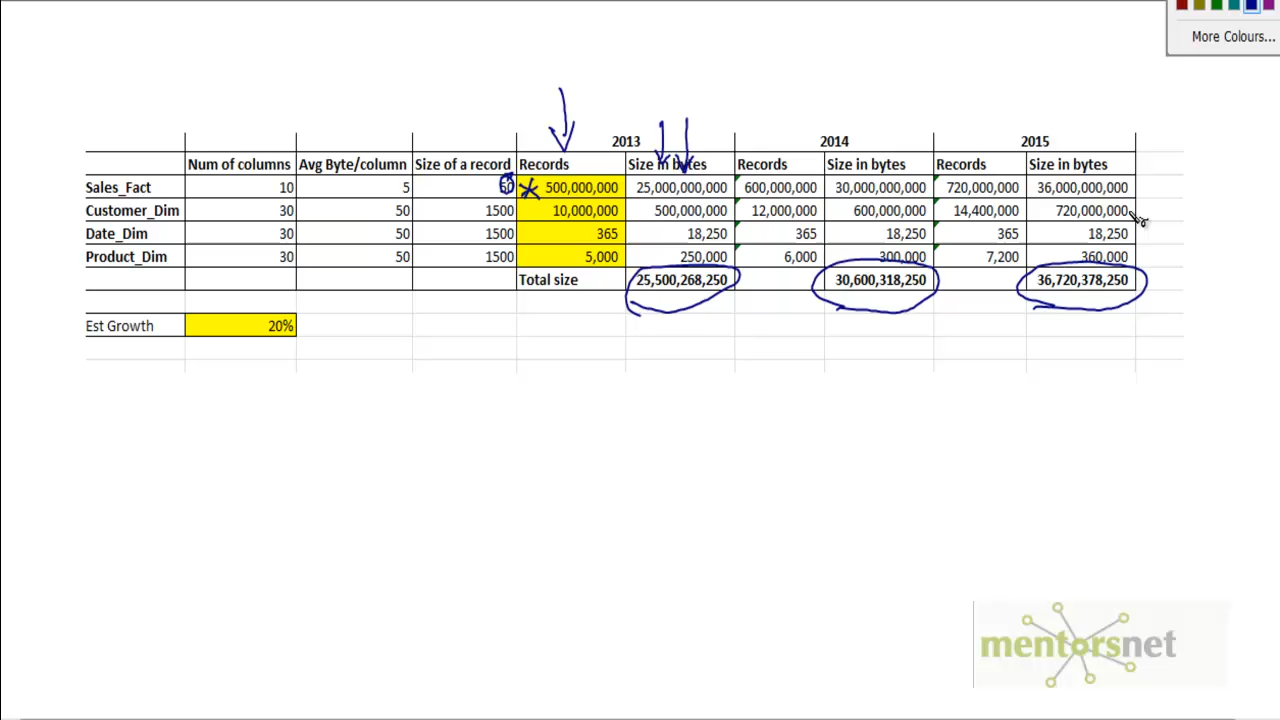 More Colours...
2013 2014 2015
Num of columns Avg Byte/column Size of a record Records Size in bytes Records Size in bytes Records Size in bytes
Sales_Fact 10 5 50 500,000,000 25,000,000,000 600,000,000 30,000,000,000 720,000,000 36,000,000,000
Customer_Dim 30 50 1500 10,000,000 500,000,000 12,000,000 600,000,000 14,400,000 720,000,000
Date_Dim 30 50 1500 365 18,250 365 18,250 365 18,250
Product_Dim 30 50 1500 5,000 250,000 6,000 300,000 7,200 360,000
Total size 25,500,268,250 30,600,318,250 36,720,378,250
Est Growth 20%
mentorsnet